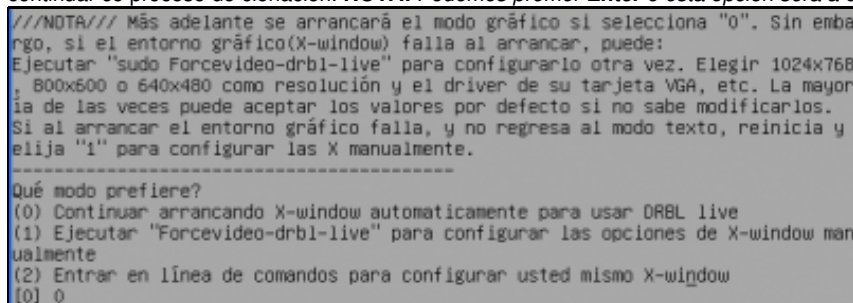 ///NOTA/// Más adelante se arrancará el modo gráfico si selecciona "0". Sin emba
rgo, si el entorno gráfico(X-window) falla al arrancar, puede:
Ejecutar "sudo Forcevideo-drbl-live" para configurarlo otra vez. Elegir 1024x768
, 800x600 o 640x480 como resolución y el driver de su tarjeta VGA, etc. La mayor
ía de las veces puede aceptar los valores por defecto si no sabe modificarlos.
Si al arrancar el entorno gráfico falla, y no regresa al modo texto, reinicia y
elija "1" para configurar las X manualmente.
--------------------------------------------
Qué modo prefiere?
(0) Continuar arrancando X-window automaticamente para usar DRBL live
(1) Ejecutar "Forcevideo-drbl-live" para configurar las opciones de X-window man
ualmente
(2) Entrar en línea de comandos para configurar usted mismo X-window
[0] 0